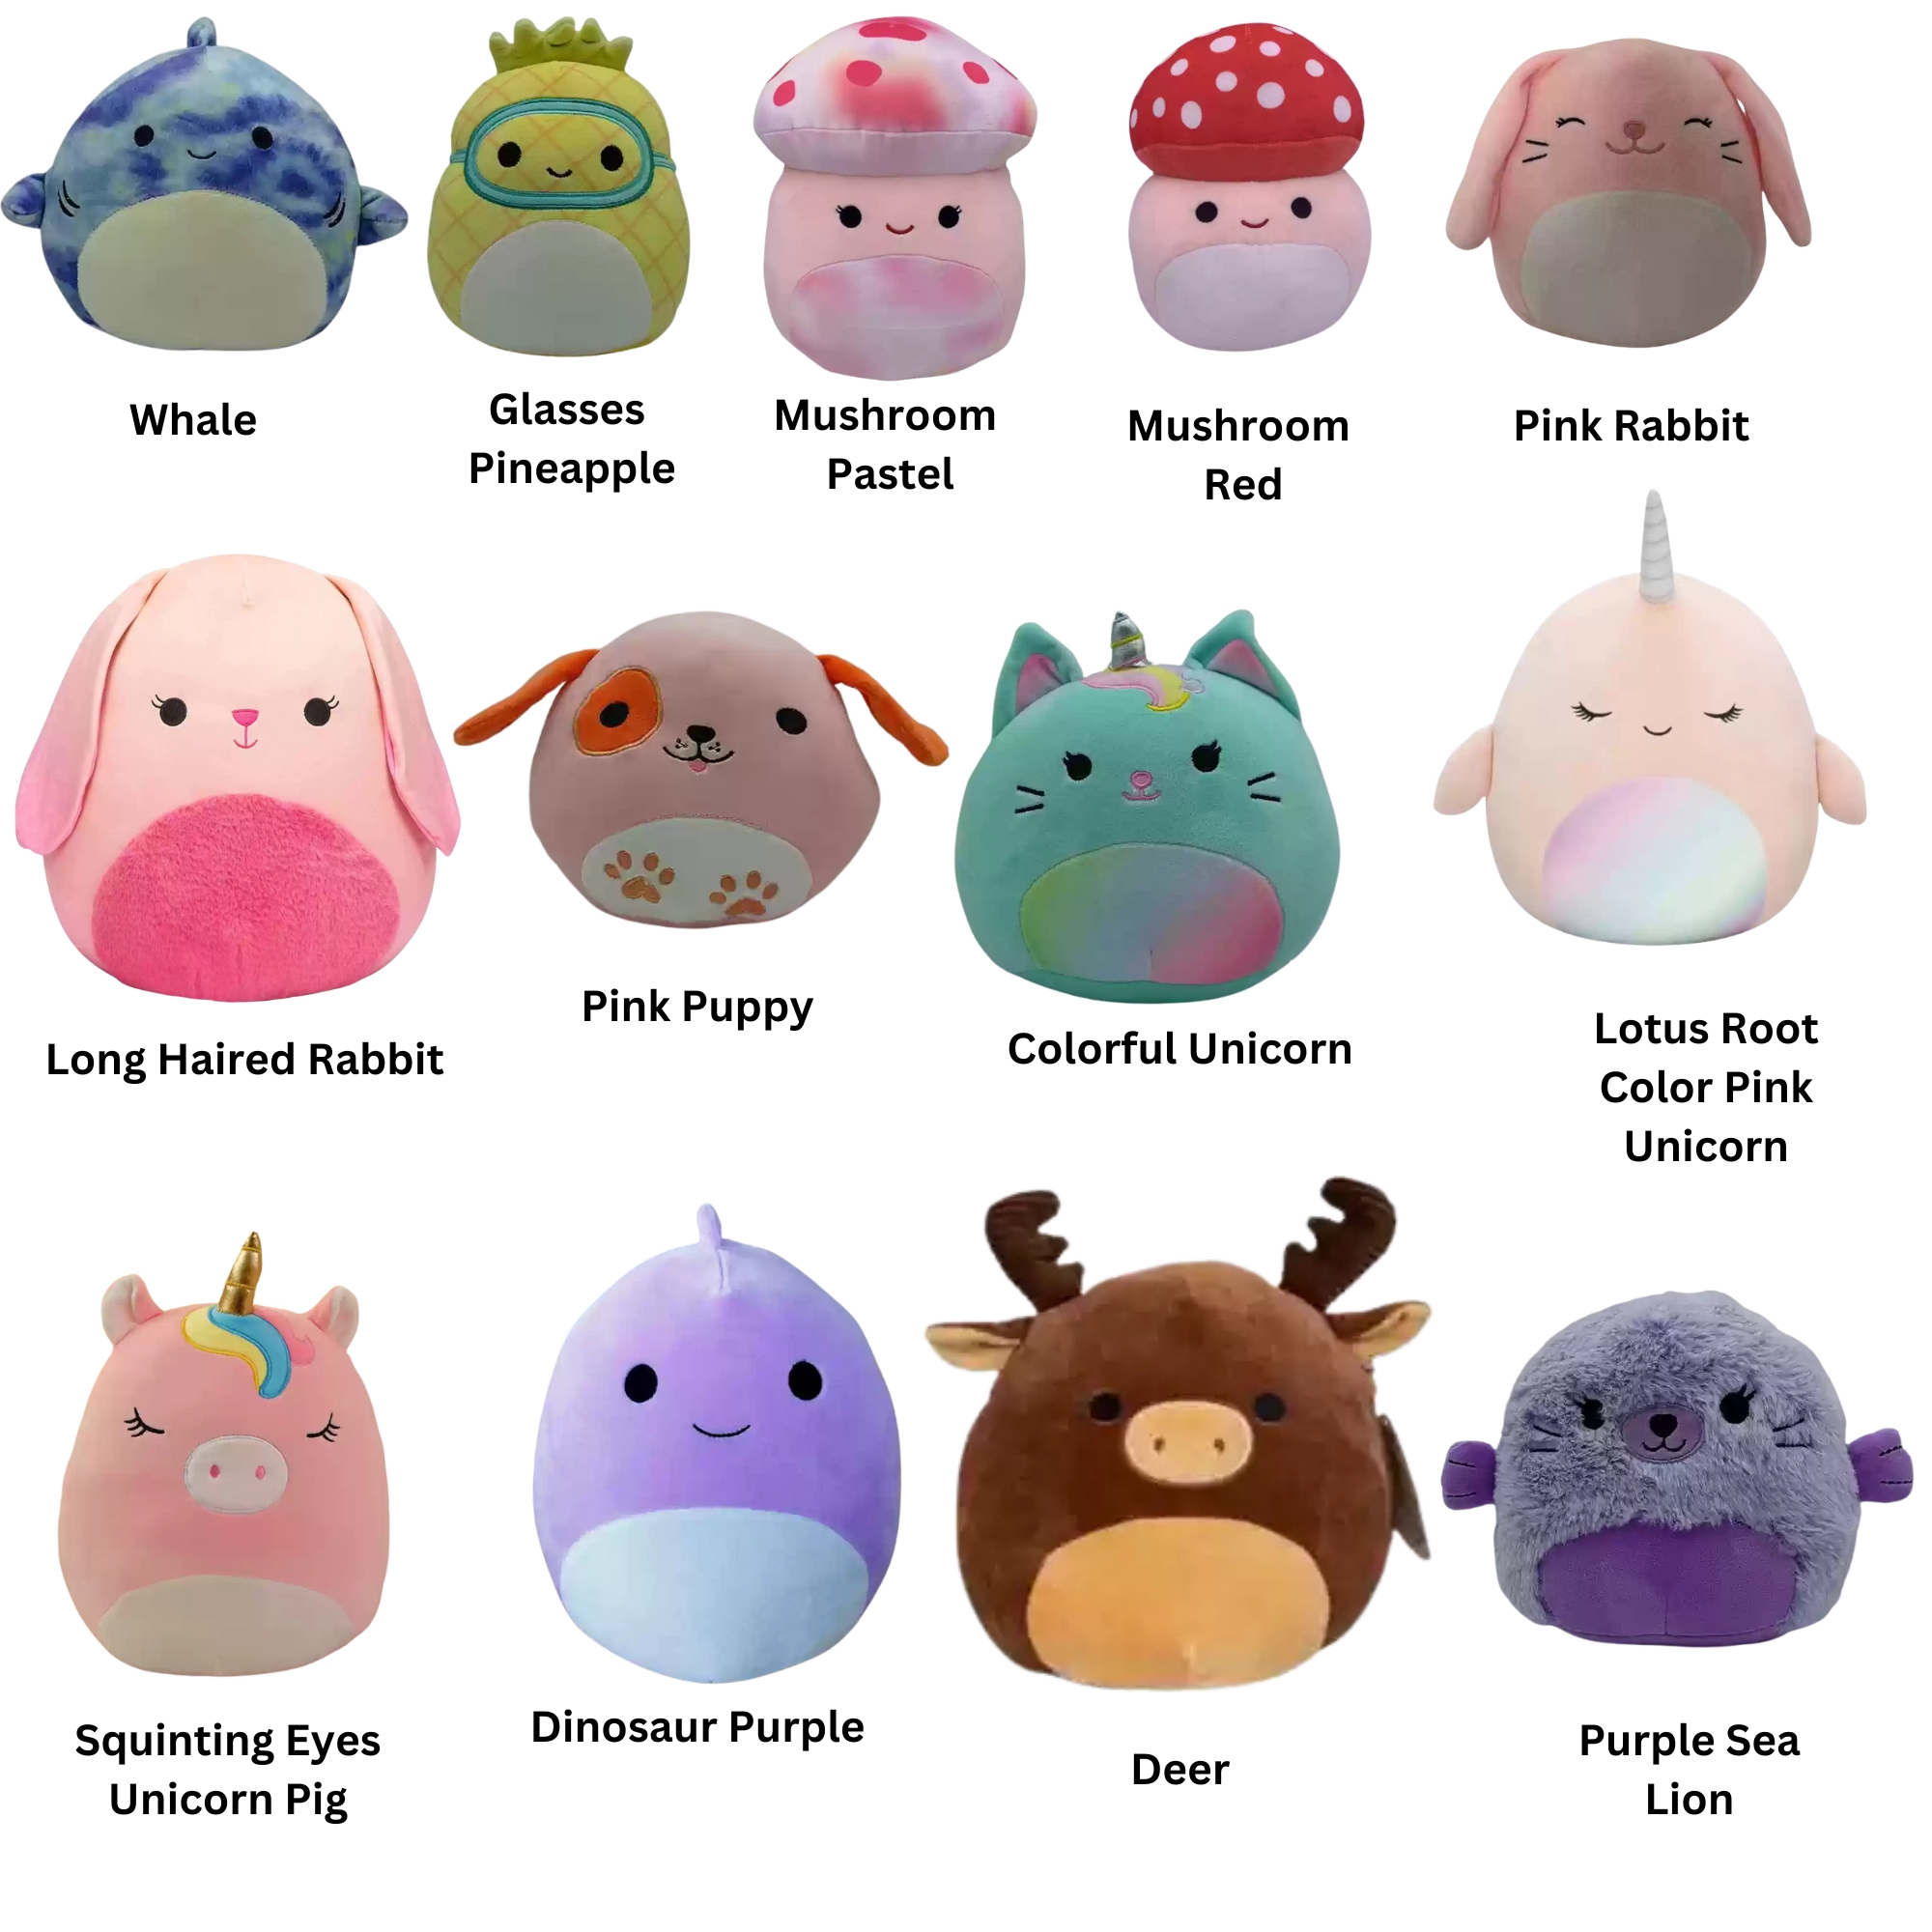 Whale
Glasses
Pineapple
Mushroom
Pastel
Mushroom
Red
Pink Rabbit
Long Haired Rabbit
Pink Puppy
Colorful Unicorn
Lotus Root
Color Pink
Unicorn
Squinting Eyes
Unicorn Pig
Dinosaur Purple
Deer
Purple Sea
Lion